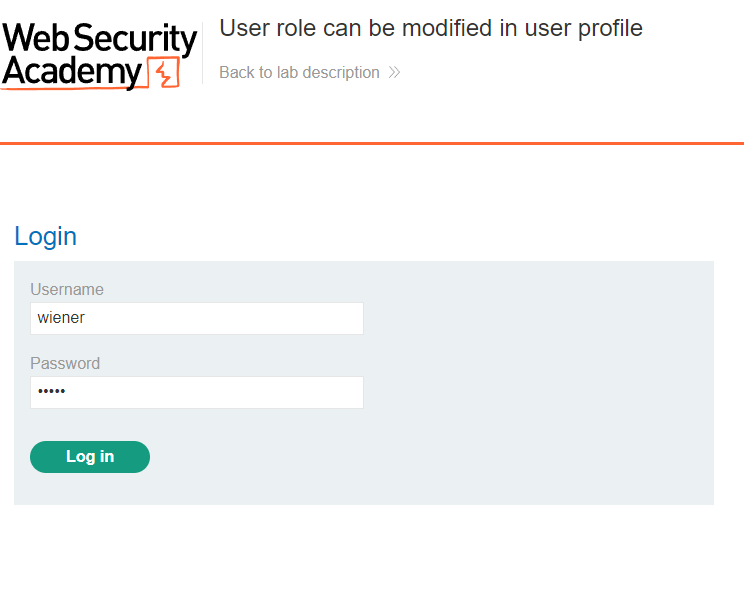 Web Security
Academy
User role can be modified in user profile
Back to lab description
Login
Username
wiener
Password
•••••
Log in